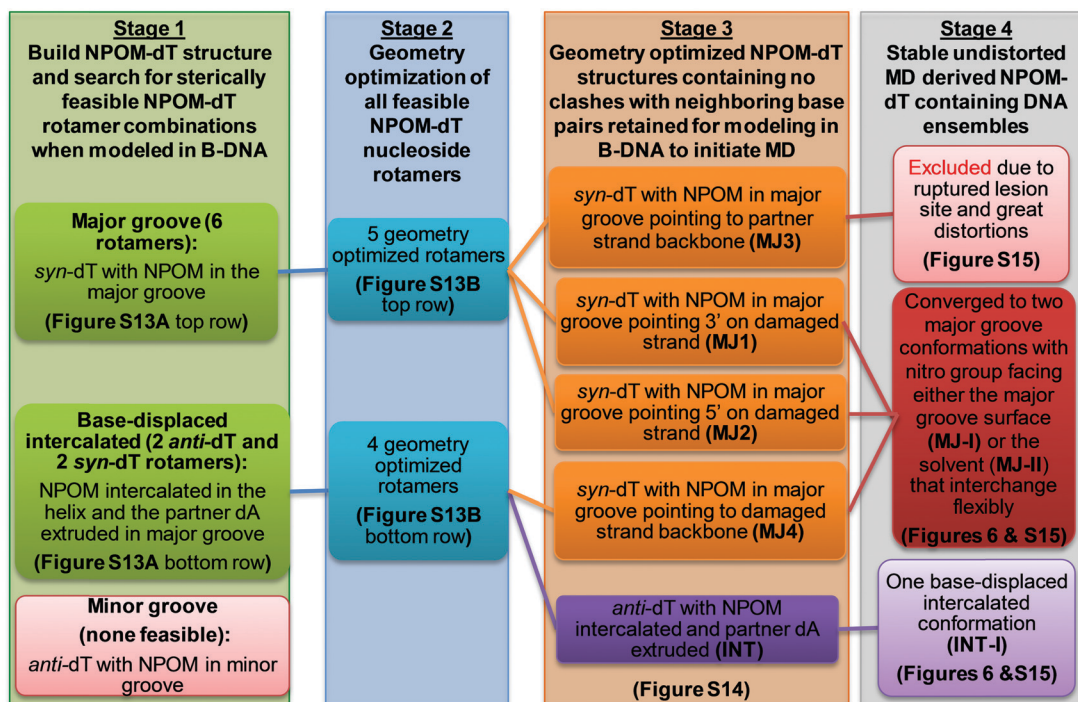 Stage 1
Build NPOM-dT structure
and search for sterically
feasible NPOM-dT
rotamer combinations
when modeled in B-DNA
Major groove (6
rotamers):
syn-dT with NPOM in the
major groove
(Figure S13A top row)
Base-displaced
intercalated (2 anti-dT and
2 syn-dT rotamers):
NPOM intercalated in the
helix and the partner dA
extruded in major groove
(Figure S13A bottom row)
Minor groove
(none feasible):
anti-dT with NPOM in minor
groove
Stage 2
Geometry
optimization of
all feasible
NPOM-dT
nucleoside
rotamers
5 geometry
optimized rotamers
(Figure S13B
top row)
4 geometry
optimized
rotamers
(Figure S13B
bottom row)
Stage 3
Geometry optimized NPOM-dT
structures containing no
clashes with neighboring base
pairs retained for modeling in
B-DNA to initiate MD
syn-dT with NPOM in major
groove pointing to partner
strand backbone (MJ3)
syn-dT with NPOM in major
groove pointing 3' on damaged
strand (MJ1)
syn-dT with NPOM in major
groove pointing 5' on damaged
strand (MJ2)
syn-dT with NPOM in major
groove pointing to damaged
strand backbone (MJ4)
anti-dT with NPOM
intercalated and partner dA
extruded (INT)
(Figure S14)
Stage 4
Stable undistorted
MD derived NPOM-
dT containing DNA
ensembles
Excluded due to
ruptured lesion
site and great
distortions
(Figure S15)
Converged to two
major groove
conformations with
nitro group facing
either the major
groove surface
(MJ-I) or the
solvent (MJ-II)
that interchange
flexibly
(Figures 6 & S15)
One base-displaced
intercalated
conformation
(INT-I)
(Figures 6 &S15)